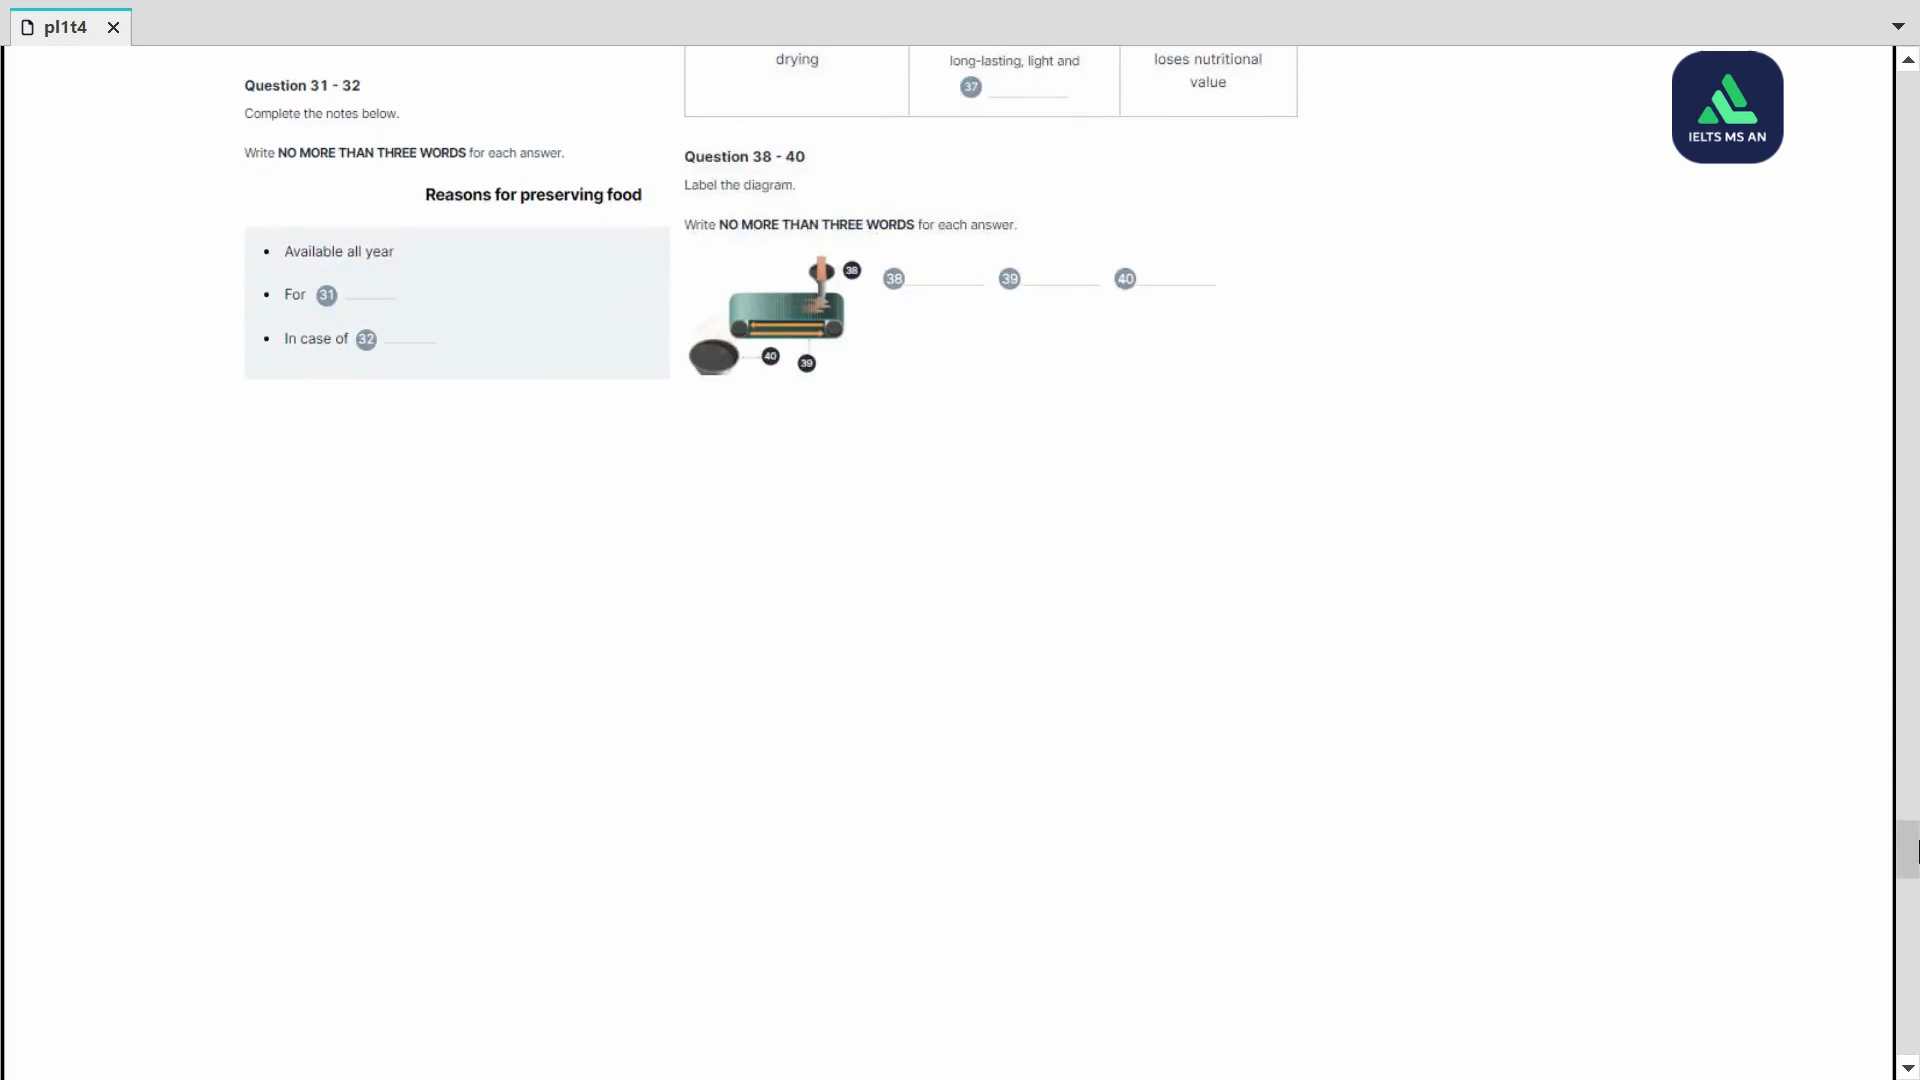 pl1t4
Question 31 - 32
Complete the notes below.
Write NO MORE THAN THREE WORDS for each answer.
Reasons for preserving food
• Available all year
• For 31
• In case of 32
drying
long-lasting, light and
37
loses nutritional
value
Question 38 - 40
Label the diagram.
Write NO MORE THAN THREE WORDS for each answer.
38
40
39
38 39 40
IELTS MS AN